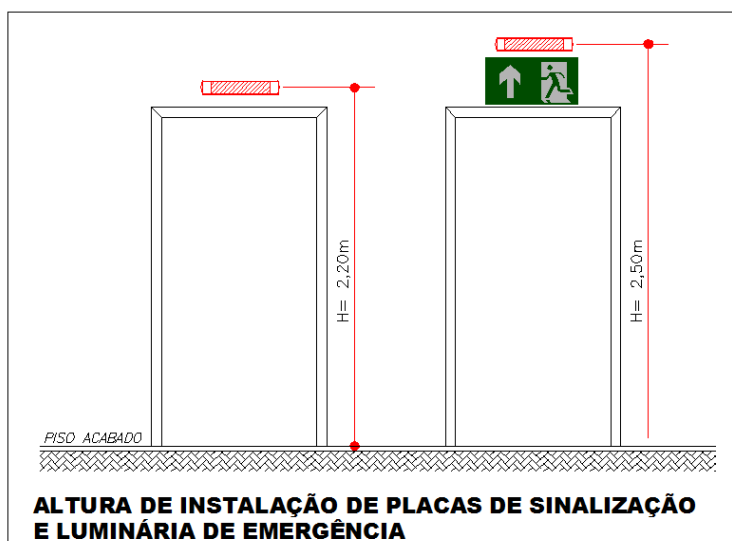 H= 2,20m
H= 2,50m
PISO ACABADO
ALTURA DE INSTALAÇÃO DE PLACAS DE SINALIZAÇÃO
E LUMINÁRIA DE EMERGÊNCIA